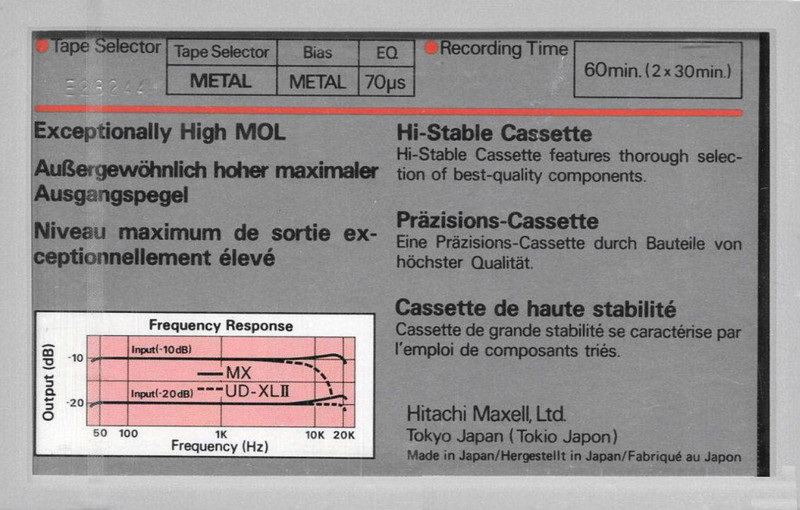 Tape Selector
Tape Selector Bias EQ
METAL METAL 70µs
Recording Time
60min. (2 x 30min.)
Exceptionally High MOL
Außergewöhnlich hoher maximaler
Ausgangspegel
Niveau maximum de sortie ex-
ceptionnellement élevé
Frequency Response
Output (dB)
Input(-10dB)
-10
MX
UD-XLII
Input(-20dB)
-20
50 100 1K 10K 20K
Frequency (Hz)
Hi-Stable Cassette
Hi-Stable Cassette features thorough selec-
tion of best-quality components.
Präzisions-Cassette
Eine Präzisions-Cassette durch Bauteile von
höchster Qualität.
Cassette de haute stabilité
Cassette de grande stabilité se caractérise par
l'emploi de composants triés.
Hitachi Maxell, Ltd.
Tokyo Japan (Tokio Japon)
Made in Japan/Hergestellt in Japan/Fabriqué au Japon